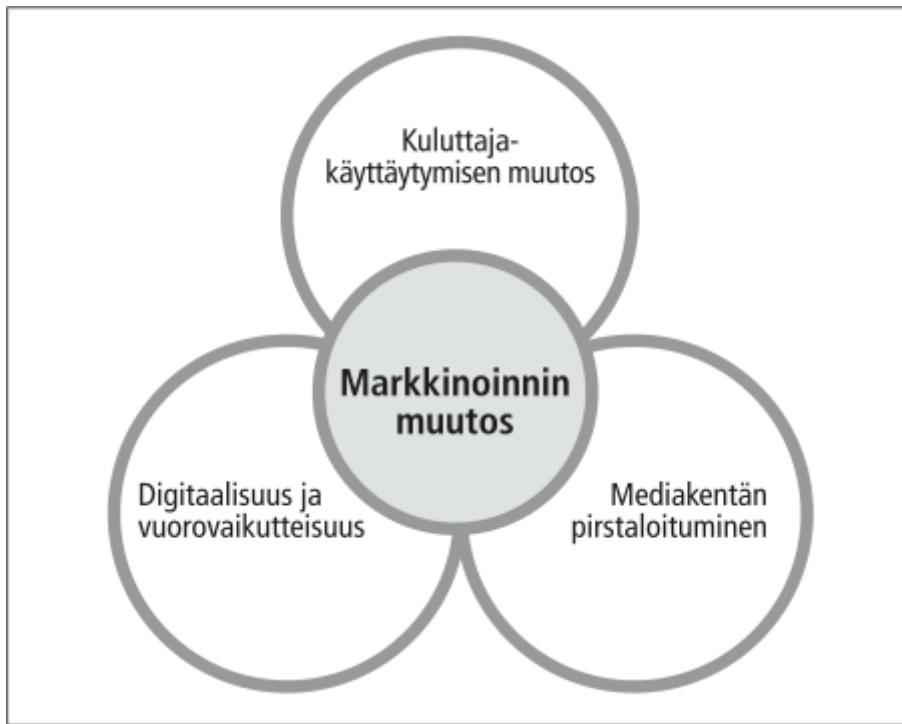 Kuluttaja-
käyttäytymisen muutos
Markkinoinnin
muutos
Digitaalisuus ja
vuorovaikutteisuus
Mediakentän
pirstaloituminen